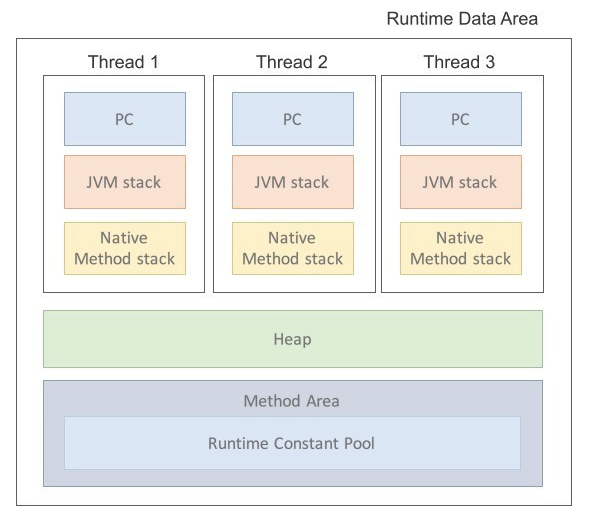 Runtime Data Area
Thread 1
Thread 2
Thread 3
PC
PC
PC
JVM stack
JVM stack
JVM stack
Native
Method stack
Native
Method stack
Native
Method stack
Heap
Method Area
Runtime Constant Pool